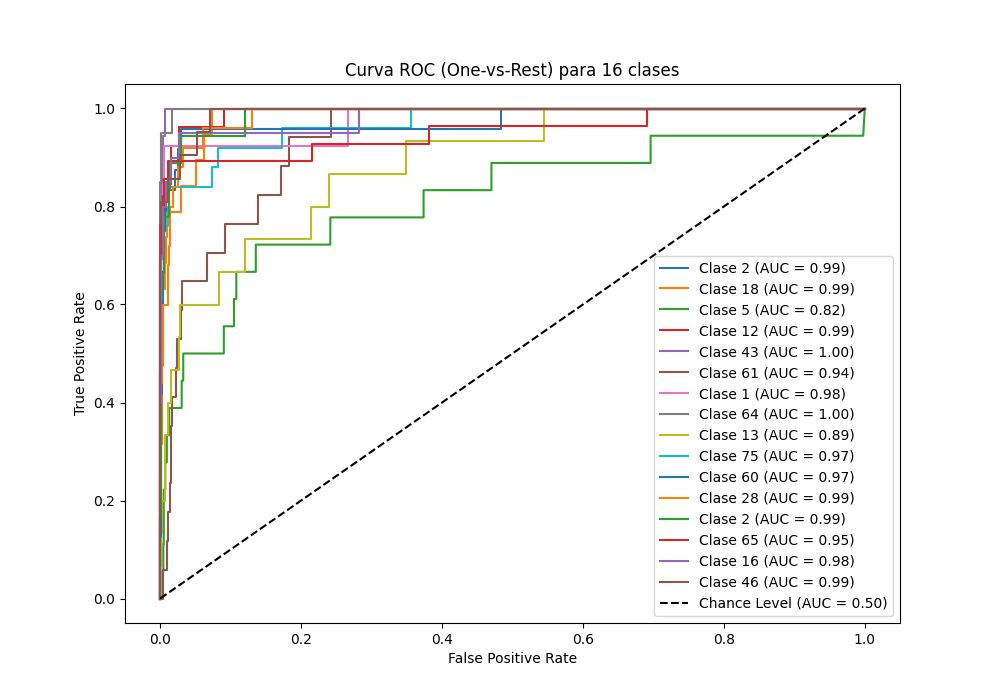 Curva ROC (One-vs-Rest) para 16 clases
True Positive Rate
1.0
0.8
0.6
0.4
0.2
0.0
0.0 0.2 0.4 0.6 0.8 1.0
False Positive Rate
Clase 2 (AUC = 0.99)
Clase 18 (AUC = 0.99)
Clase 5 (AUC = 0.82)
Clase 12 (AUC = 0.99)
Clase 43 (AUC = 1.00)
Clase 61 (AUC = 0.94)
Clase 1 (AUC = 0.98)
Clase 64 (AUC = 1.00)
Clase 13 (AUC = 0.89)
Clase 75 (AUC = 0.97)
Clase 60 (AUC = 0.97)
Clase 28 (AUC = 0.99)
Clase 2 (AUC = 0.99)
Clase 65 (AUC = 0.95)
Clase 16 (AUC = 0.98)
Clase 46 (AUC = 0.99)
Chance Level (AUC = 0.50)